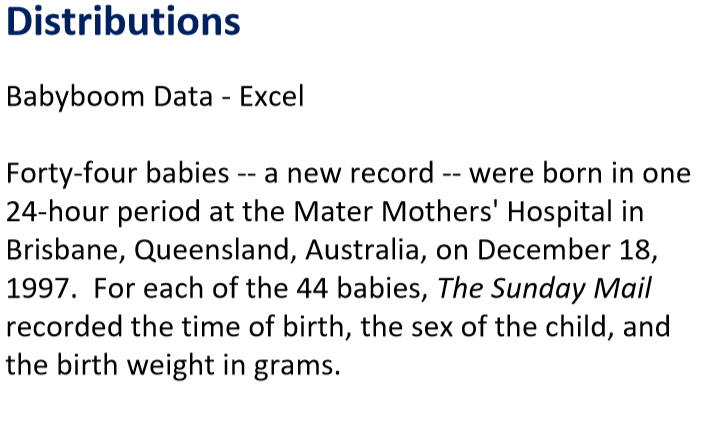 Distributions
Babyboom Data - Excel
Forty-four babies -- a new record -- were born in one
24-hour period at the Mater Mothers' Hospital in
Brisbane, Queensland, Australia, on December 18,
1997.  For each of the 44 babies, The Sunday Mail
recorded the time of birth, the sex of the child, and
the birth weight in grams.